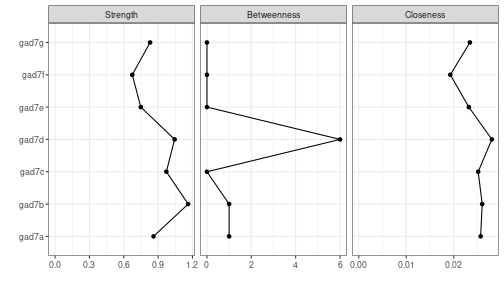 Strength Betweenness Closeness
gad7g
gad7f
gad7e
gad7d
gad7c
gad7b
gad7a
0.0 0.3 0.6 0.9 1.2 0 2 4 6 0.00 0.01 0.02